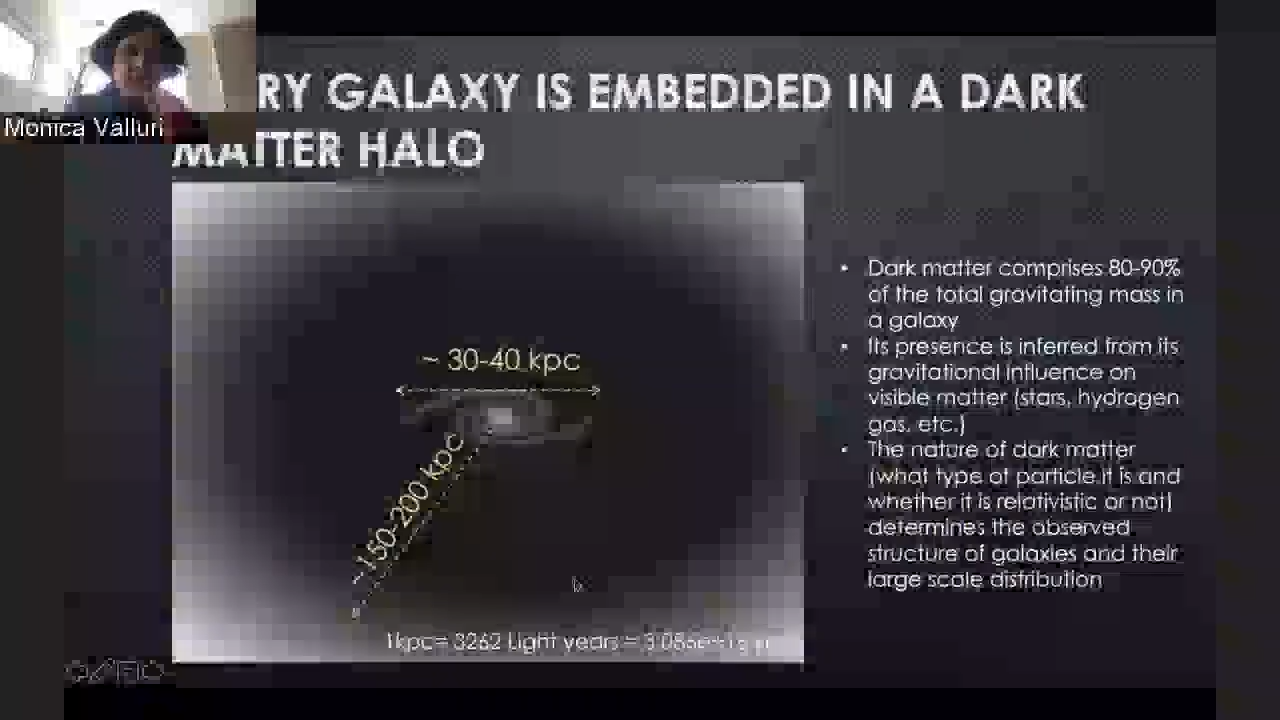 Monica Valluri
RY GALAXY IS EMBEDDED IN A DARK
MATTER HALO
~ 30-40 kpc
~150-200 kpc
1kpc= 3262 Light years =
• Dark matter comprises 80-90%
of the total gravitating mass in
a galaxy
• Its presence is inferred from its
gravitational influence on
visible matter (stars, hydrogen
gas, etc.)
• The nature of dark matter
(what type of particle it is and
whether it is relativistic or not)
determines the observed
structure of galaxies and their
large scale distribution